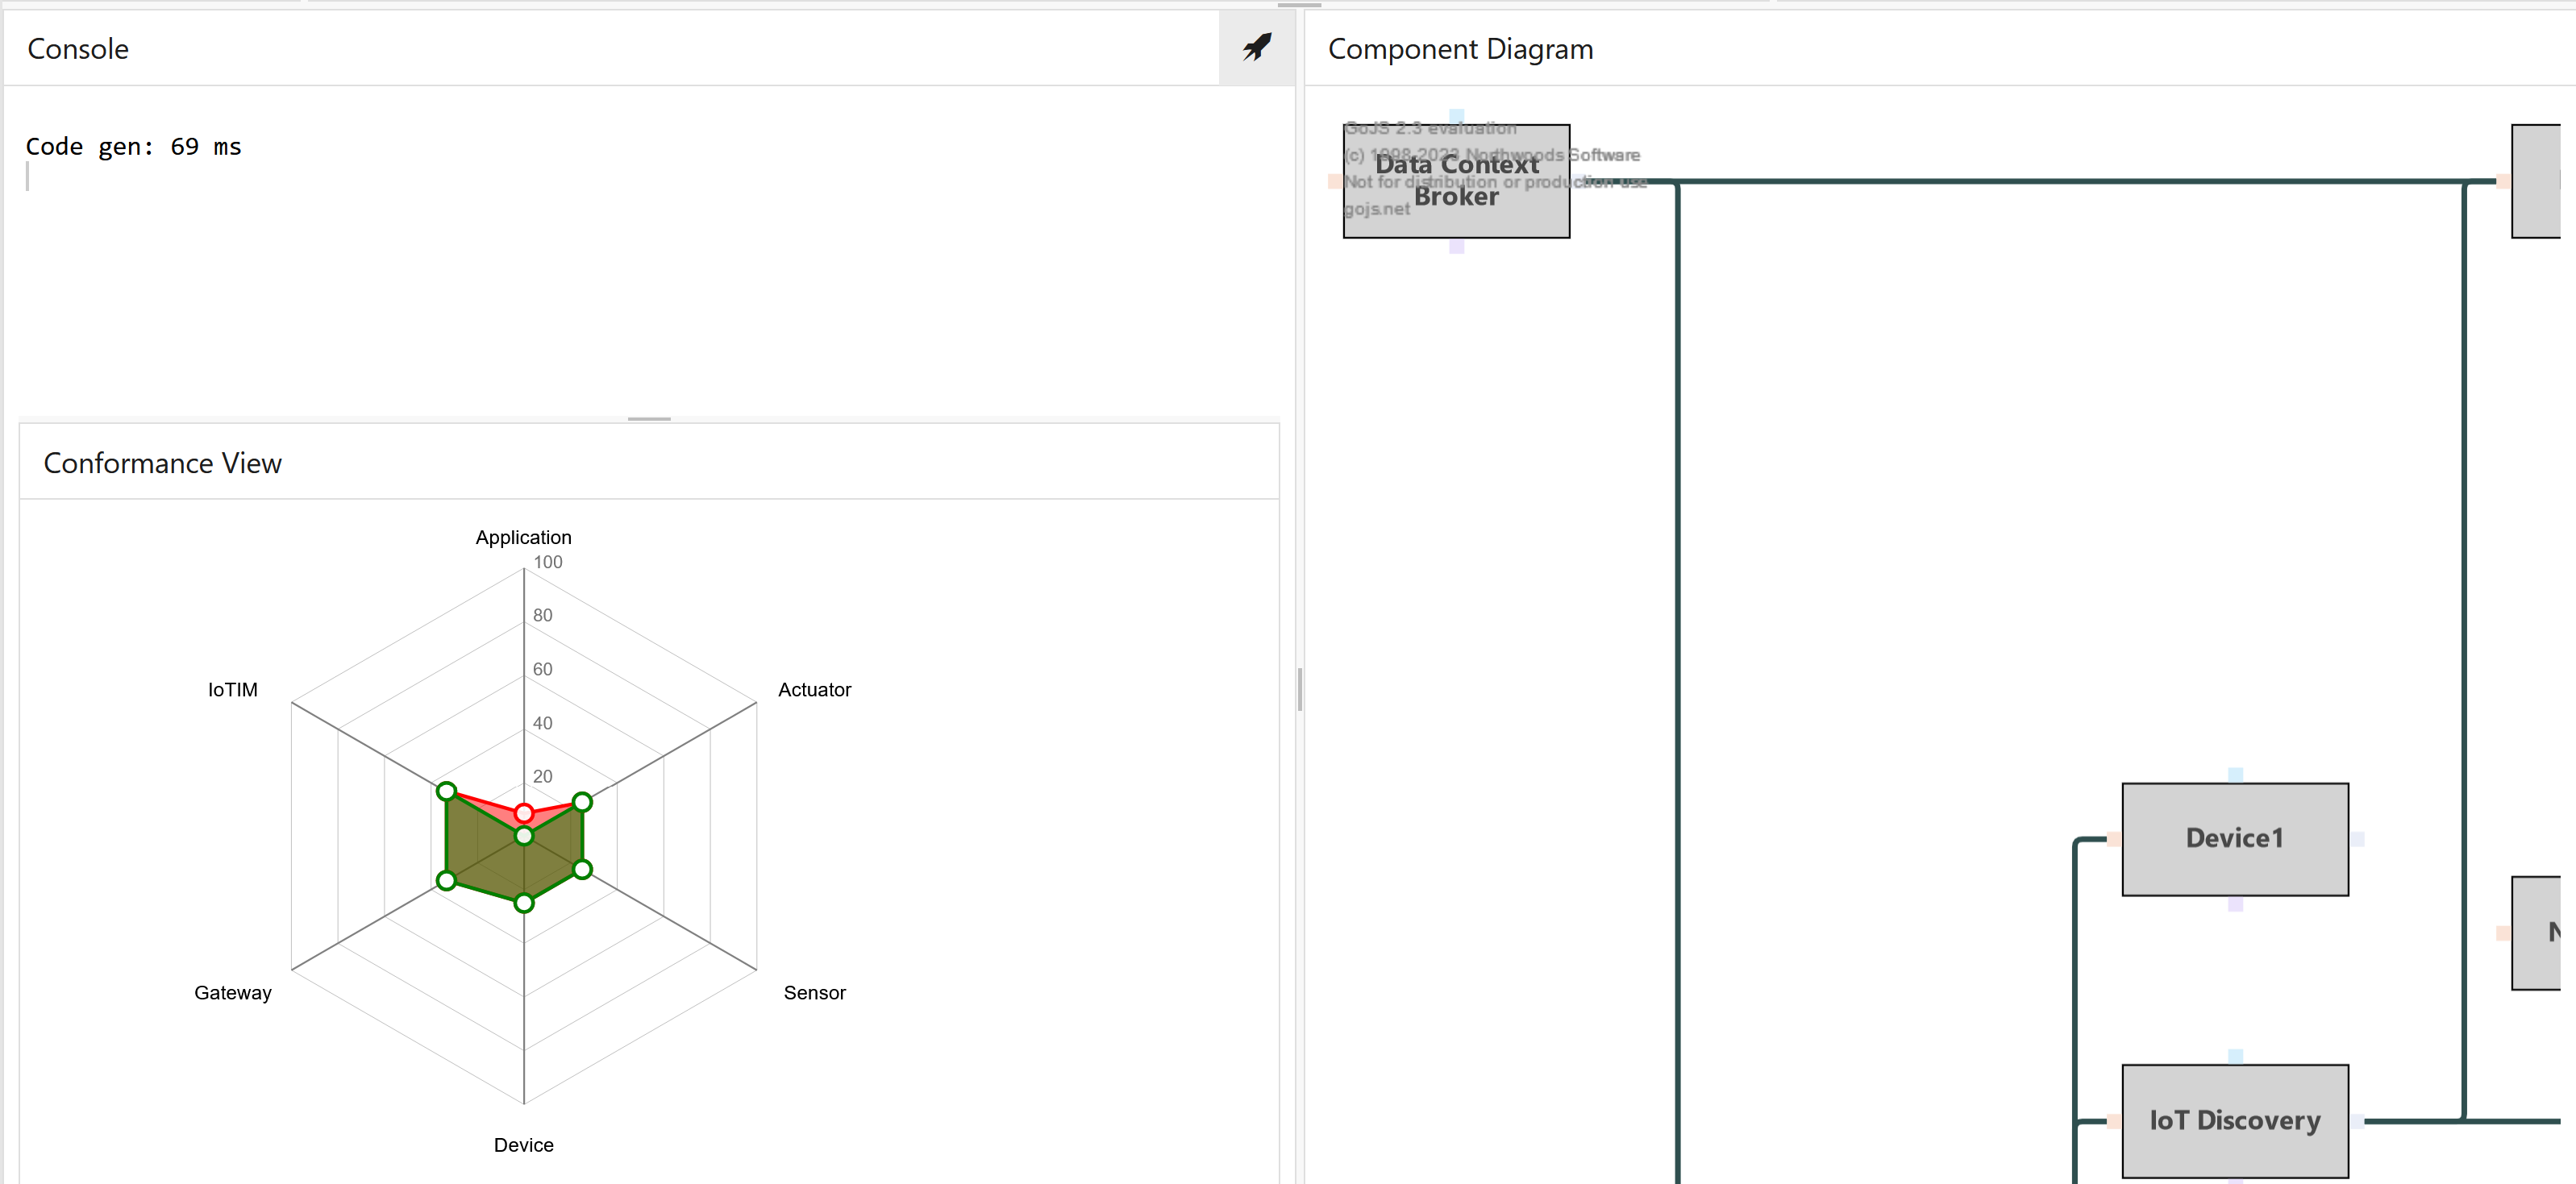 Console
Code gen: 69 ms
Conformance View
Application
100
80
60
40
20
IoTIM
Actuator
Gateway
Sensor
Device
Component Diagram
GoJS 2.3 evaluation
(c) 1998-2023 Northwoods Software
Not for distribution or production use
gojs.net
Data Context
Broker
Device1
N
IoT Discovery